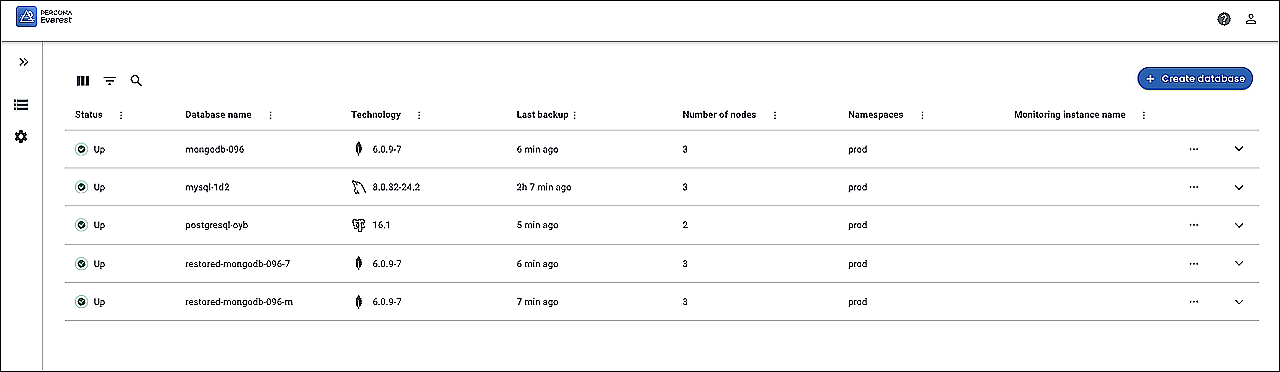 PERCONA
Everest
+ Create database
Status Database name Technology Last backup Number of nodes Namespaces Monitoring instance name
Up mongodb-096 6.0.9-7 6 min ago 3 prod
Up mysql-1d2 8.0.32-24.2 2h 7 min ago 3 prod
Up postgresql-oyb 16.1 5 min ago 2 prod
Up restored-mongodb-096-7 6.0.9-7 6 min ago 3 prod
Up restored-mongodb-096-m 6.0.9-7 7 min ago 3 prod